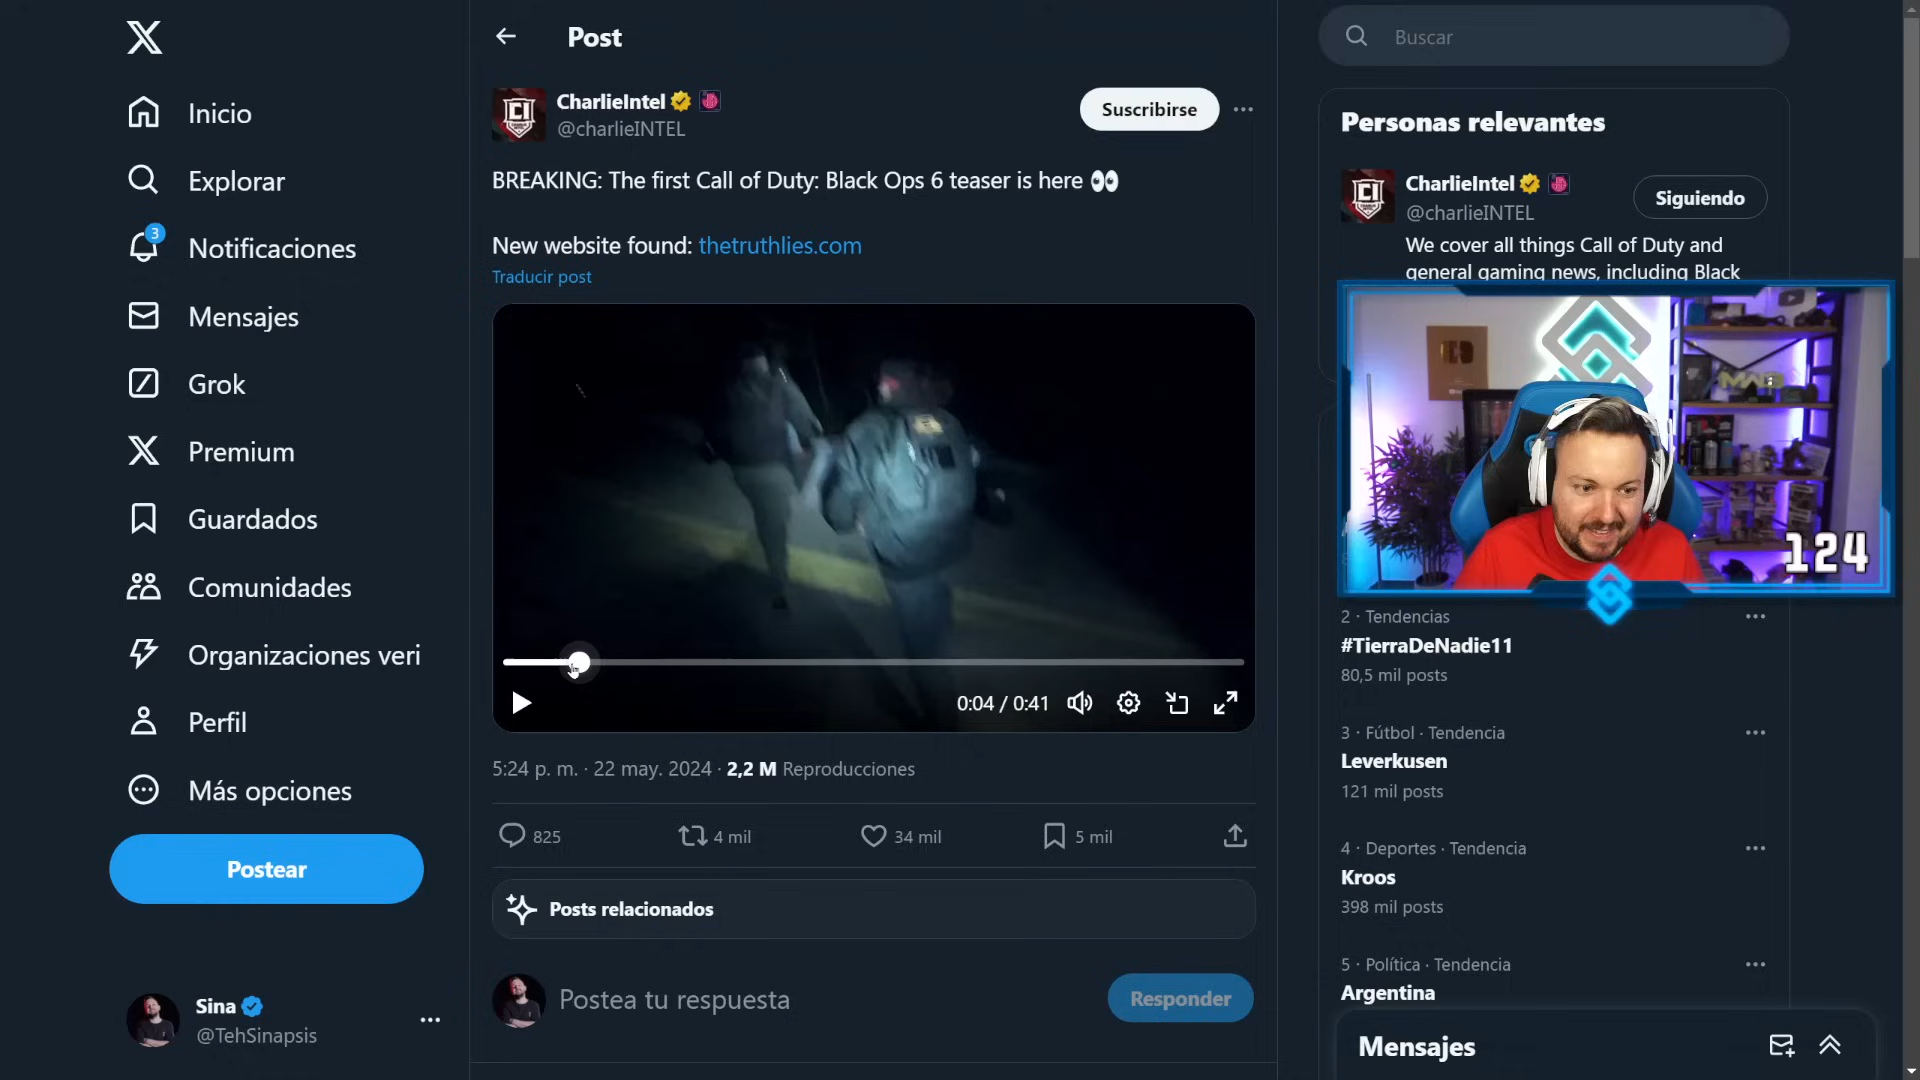 Inicio
Explorar
3
Notificaciones
Mensajes
Grok
Premium
Guardados
Comunidades
Organizaciones veri
Perfil
Más opciones
Postear
Sina
@TehSinapsis
Post
CI
CharlieIntel
@charlieINTEL
Suscribirse
BREAKING: The first Call of Duty: Black Ops 6 teaser is here 👀
New website found: thetruthlies.com
Traducir post
0:04 / 0:41
5:24 p. m. · 22 may. 2024 · 2,2 M Reproducciones
825
4 mil
34 mil
5 mil
Posts relacionados
Postea tu respuesta
Responder
Buscar
Personas relevantes
CI
CharlieIntel
@charlieINTEL
Siguiendo
We cover all things Call of Duty and
general gaming news, including Black
124
2 · Tendencias
#TierraDeNadie11
80,5 mil posts
3 · Fútbol · Tendencia
Leverkusen
121 mil posts
4 · Deportes · Tendencia
Kroos
398 mil posts
5 · Política · Tendencia
Argentina
Mensajes